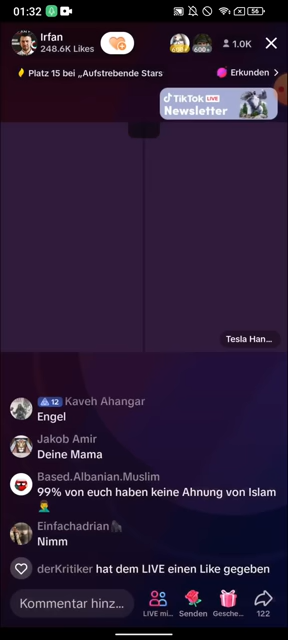 01:32
56
Irfan
248.6K Likes
1.0K
Platz 15 bei „Aufstrebende Stars
Erkunden
TikTok LIVE
Newsletter
Tesla Han...
12 Kaveh Ahangar
Engel
Jakob Amir
Deine Mama
Based.Albanian.Muslim
99% von euch haben keine Ahnung von Islam
🤦‍♂️
Einfachadrian🦍
Nimm
derKritiker hat dem LIVE einen Like gegeben
Kommentar hinz...
LIVE mi...
Senden
Gesche...
122